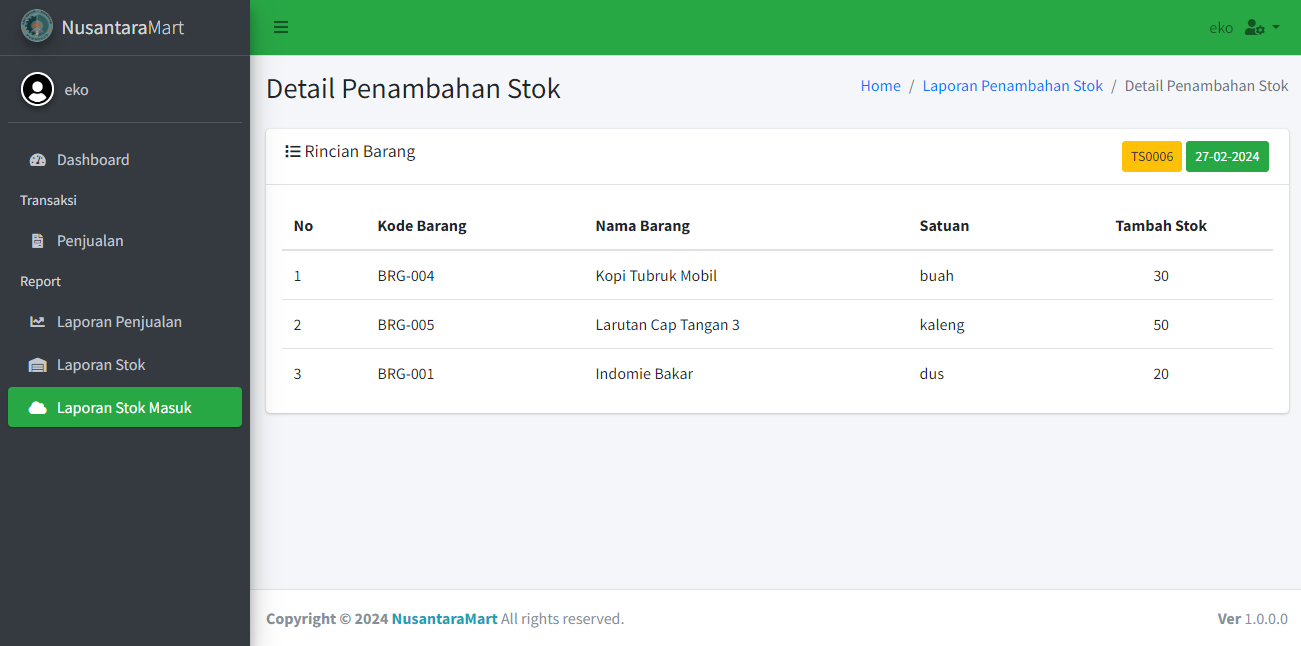 NusantaraMart
eko
eko
Dashboard
Transaksi
Penjualan
Report
Laporan Penjualan
Laporan Stok
Laporan Stok Masuk
Detail Penambahan Stok
Home / Laporan Penambahan Stok / Detail Penambahan Stok
Rincian Barang
TS0006 27-02-2024
No Kode Barang Nama Barang Satuan Tambah Stok
1 BRG-004 Kopi Tubruk Mobil buah 30
2 BRG-005 Larutan Cap Tangan 3 kaleng 50
3 BRG-001 Indomie Bakar dus 20
Copyright © 2024 NusantaraMart All rights reserved.
Ver 1.0.0.0